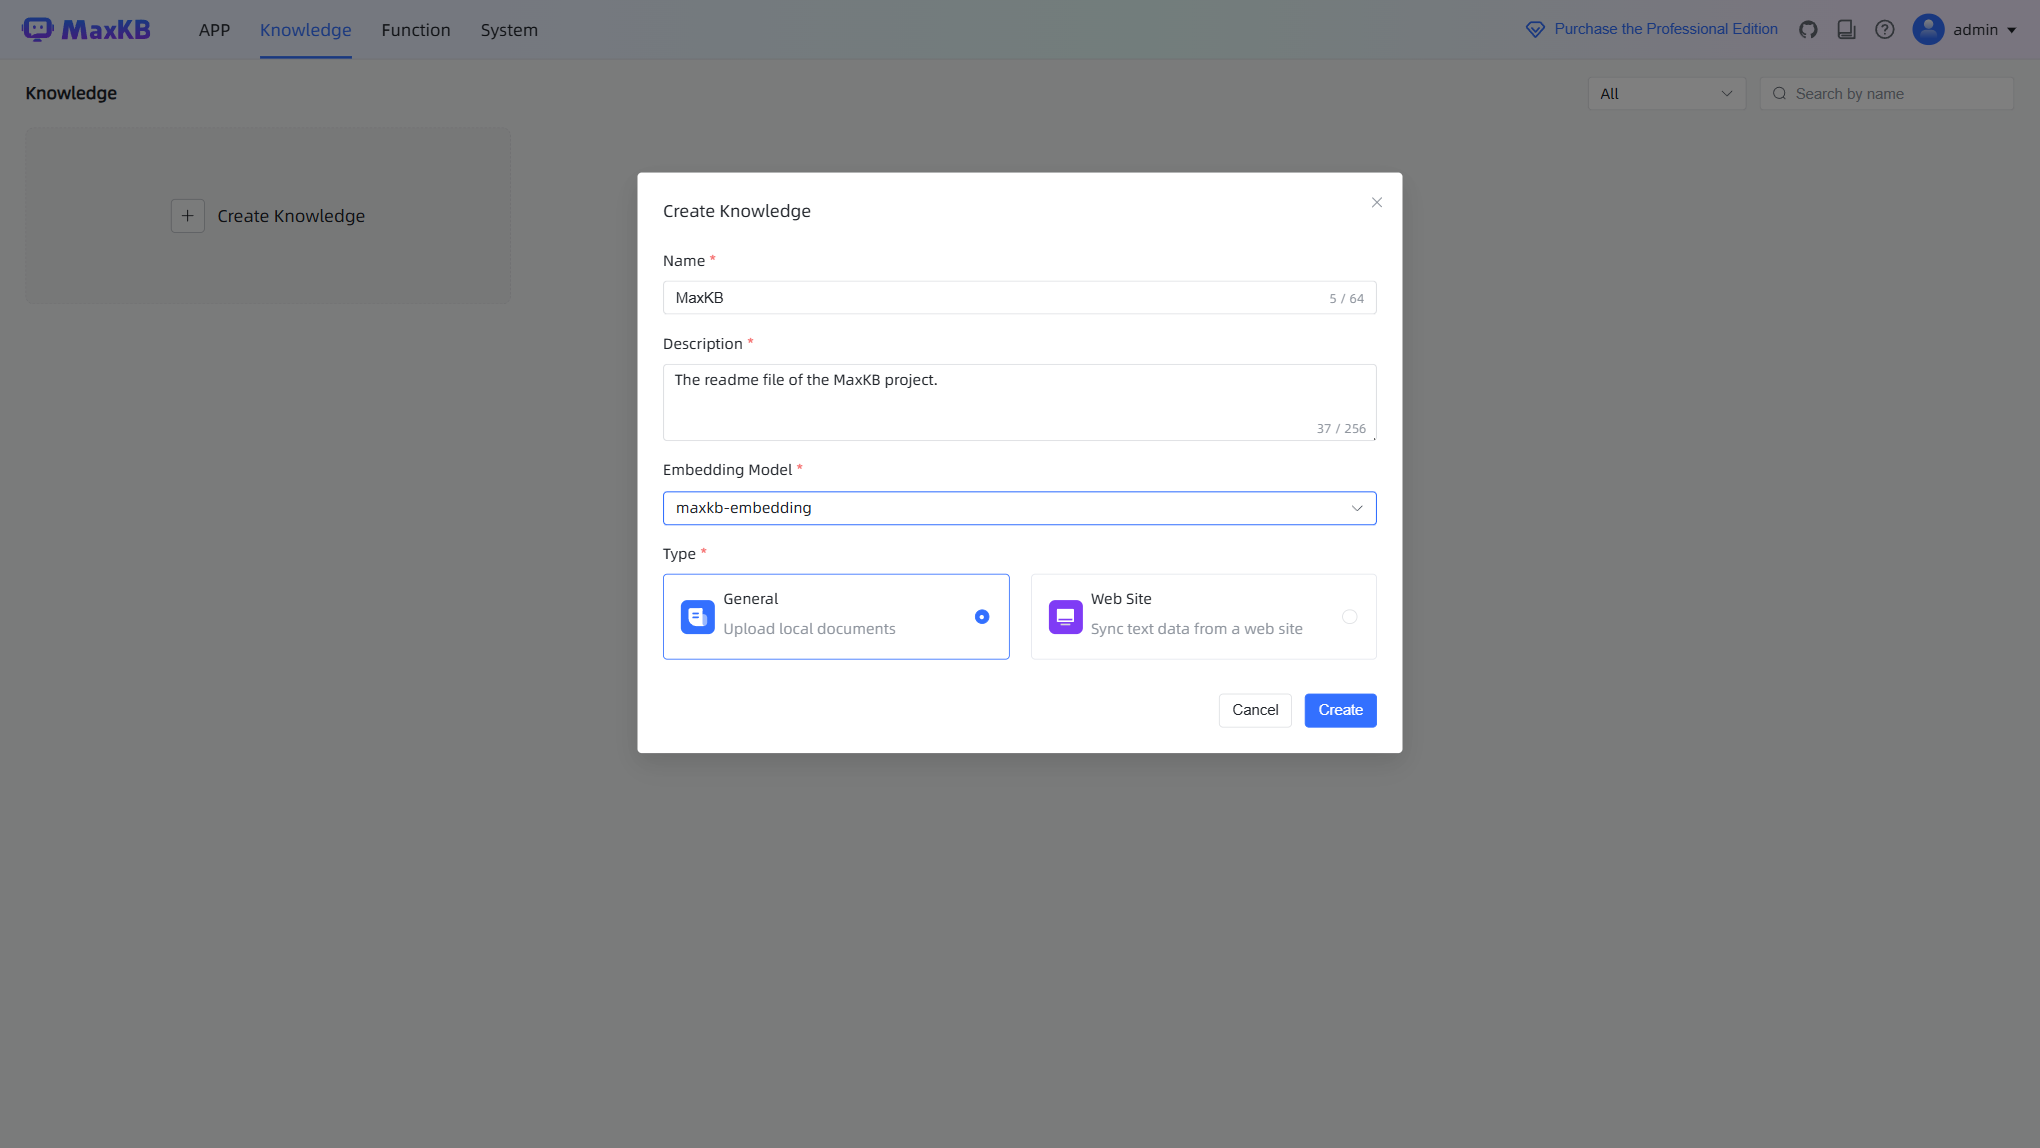 MaxKB
APP
Knowledge
Function
System
Purchase the Professional Edition
admin
Knowledge
All
Search by name
Create Knowledge
Create Knowledge
Name *
MaxKB
5 / 64
Description *
The readme file of the MaxKB project.
37 / 256
Embedding Model *
maxkb-embedding
Type *
General
Upload local documents
Web Site
Sync text data from a web site
Cancel
Create